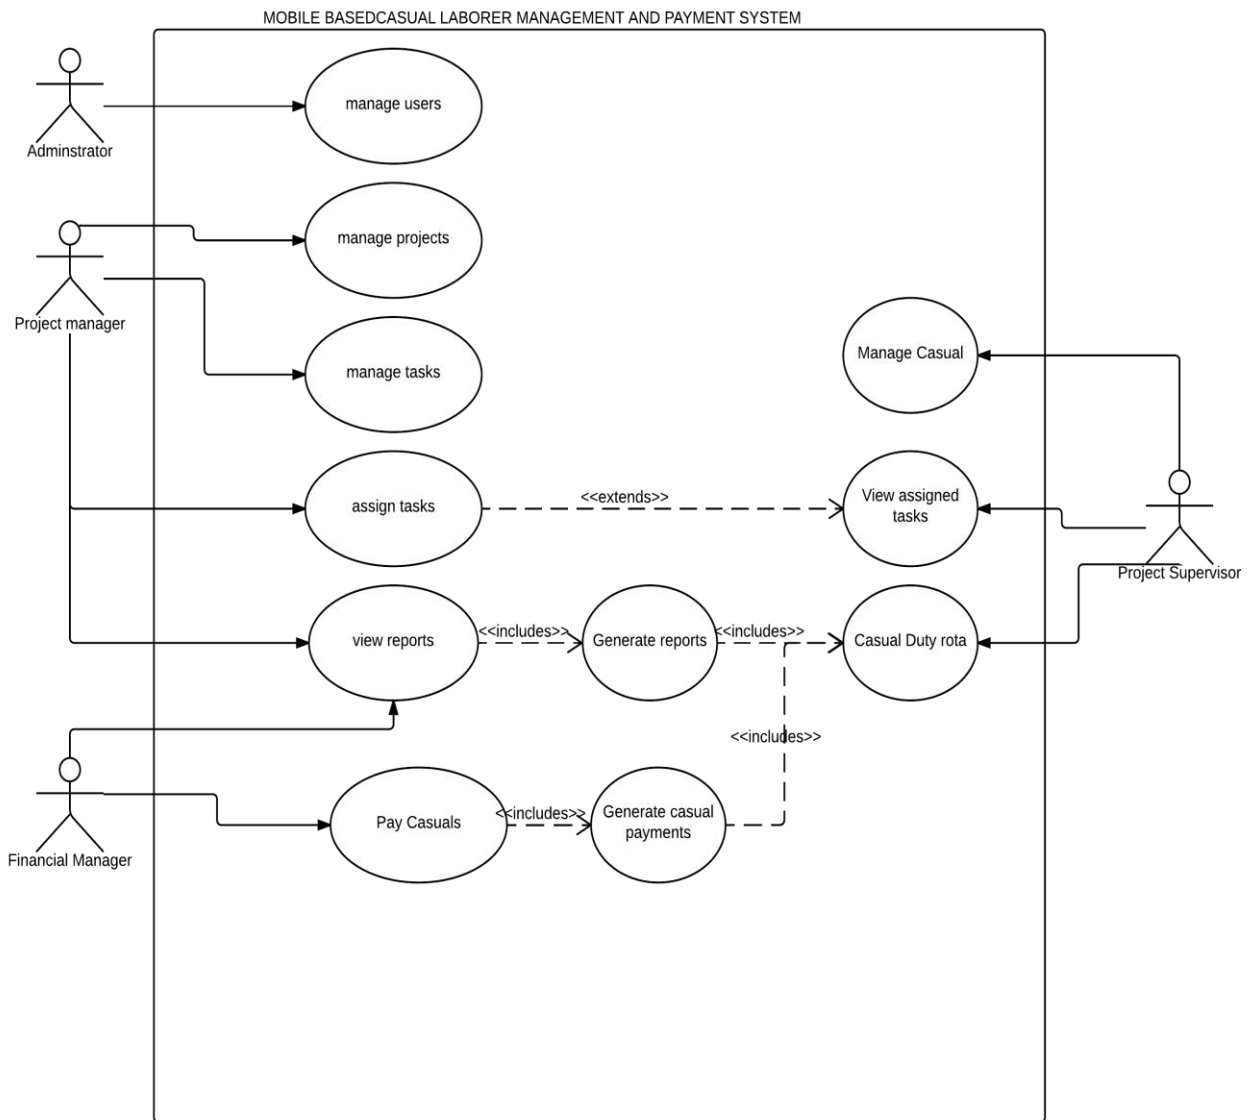 MOBILE BASEDCASUAL LABORER MANAGEMENT AND PAYMENT SYSTEM
manage users
Adminstrator
manage projects
Project manager
manage tasks
Manage Casual
assign tasks
<<extends>>
View assigned
tasks
Project Supervisor
view reports
<<includes>>
Generate reports
<<includes>>
Casual Duty rota
<<includes>>
Financial Manager
Pay Casuals
<<includes>>
Generate casual
payments